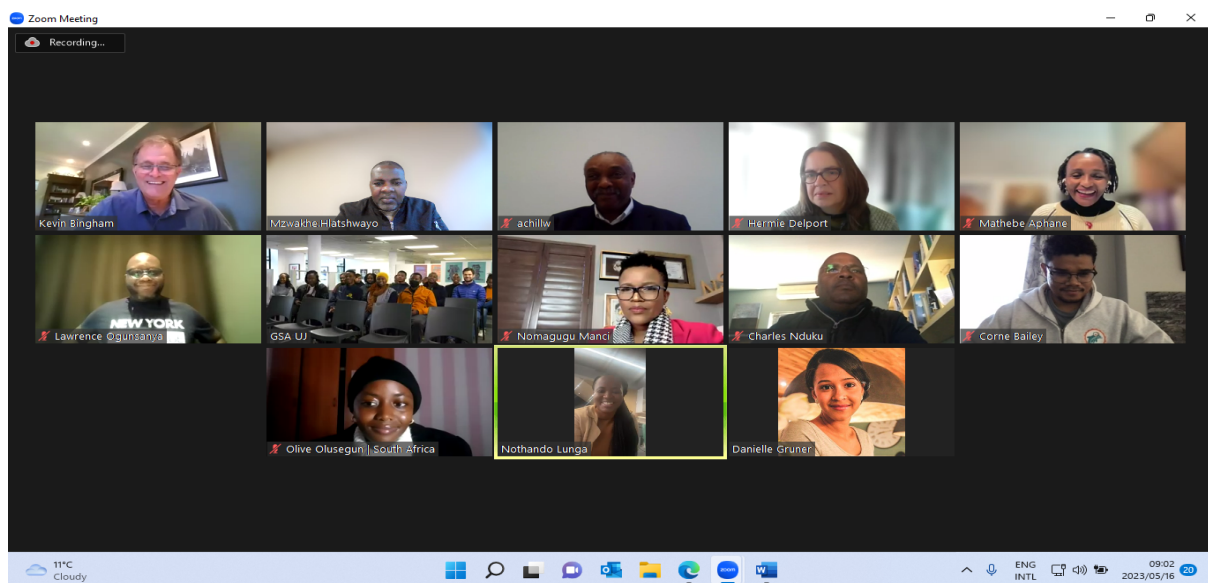 Zoom Meeting
Recording...
Kevin Bingham
Mzwakhe Hlatshwayo
achillw
Hermie Delport
Mathebe Aphane
NEW YORK
Lawrence Ogunsanya
GSA UJ
Nomagugu Manci
Charles Nduku
Corne Bailey
Olive Olusegun | South Africa
Nothando Lunga
Danielle Gruner
11°C
Cloudy
zoom
W
ENG
INTL
09:02
2023/05/16
20